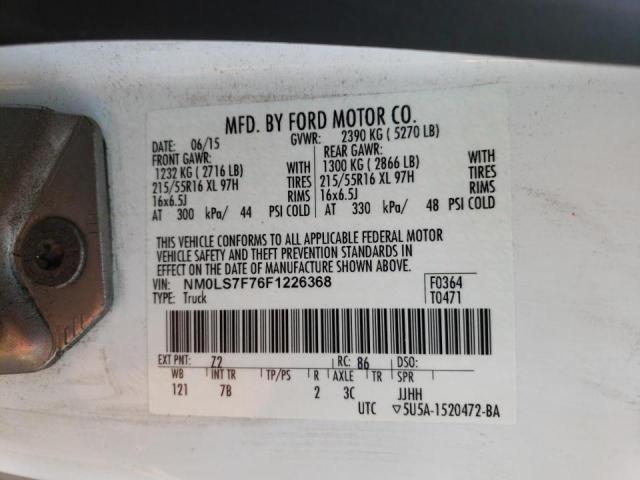 MFD. BY FORD MOTOR CO.
DATE: 06/15 GVWR: 2390 KG ( 5270 LB)
FRONT GAWR: REAR GAWR:
1232 KG ( 2716 LB) WITH 1300 KG ( 2866 LB) WITH
215/55R16 XL 97H TIRES 215/55R16 XL 97H TIRES
16x6.5J RIMS 16x6.5J RIMS
AT 300 kPa/ 44 PSI COLD AT 330 kPa/ 48 PSI COLD
THIS VEHICLE CONFORMS TO ALL APPLICABLE FEDERAL MOTOR
VEHICLE SAFETY AND THEFT PREVENTION STANDARDS IN
EFFECT ON THE DATE OF MANUFACTURE SHOWN ABOVE.
VIN: NM0LS7F76F1226368 F0364
TYPE: Truck T0471
EXT PNT: Z2 RC: 86 DSO:
WB INT TR TP/PS R AXLE TR SPR
121 7B 2 3C JJHH
UTC ▽5U5A-1520472-BA